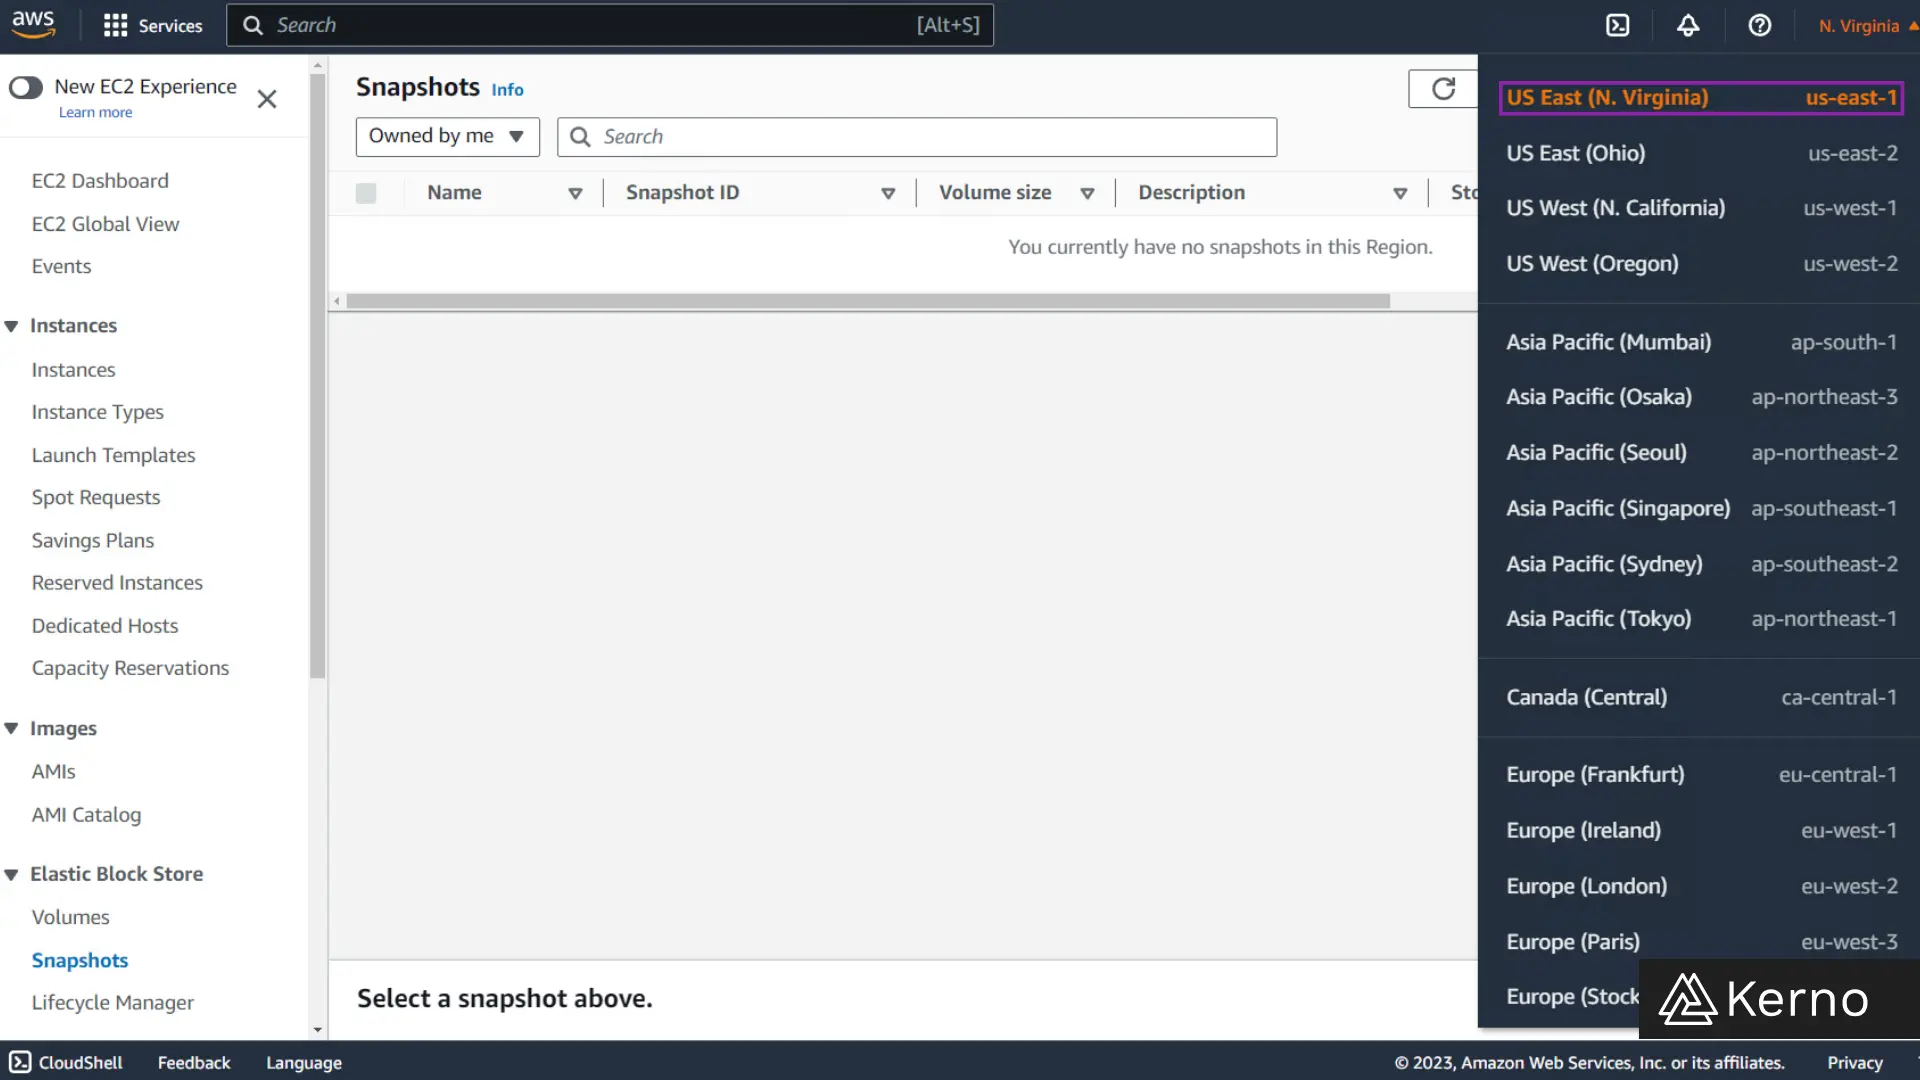 aws
Services
Search
[Alt+S]
N. Virginia
New EC2 Experience
Learn more
EC2 Dashboard
EC2 Global View
Events
Instances
Instances
Instance Types
Launch Templates
Spot Requests
Savings Plans
Reserved Instances
Dedicated Hosts
Capacity Reservations
Images
AMIs
AMI Catalog
Elastic Block Store
Volumes
Snapshots
Lifecycle Manager
Snapshots Info
Owned by me
Search
Name Snapshot ID Volume size Description Sto
You currently have no snapshots in this Region.
Select a snapshot above.
US East (N. Virginia) us-east-1
US East (Ohio) us-east-2
US West (N. California) us-west-1
US West (Oregon) us-west-2
Asia Pacific (Mumbai) ap-south-1
Asia Pacific (Osaka) ap-northeast-3
Asia Pacific (Seoul) ap-northeast-2
Asia Pacific (Singapore) ap-southeast-1
Asia Pacific (Sydney) ap-southeast-2
Asia Pacific (Tokyo) ap-northeast-1
Canada (Central) ca-central-1
Europe (Frankfurt) eu-central-1
Europe (Ireland) eu-west-1
Europe (London) eu-west-2
Europe (Paris) eu-west-3
Europe (Stock
Kerno
CloudShell Feedback Language
© 2023, Amazon Web Services, Inc. or its affiliates. Privacy